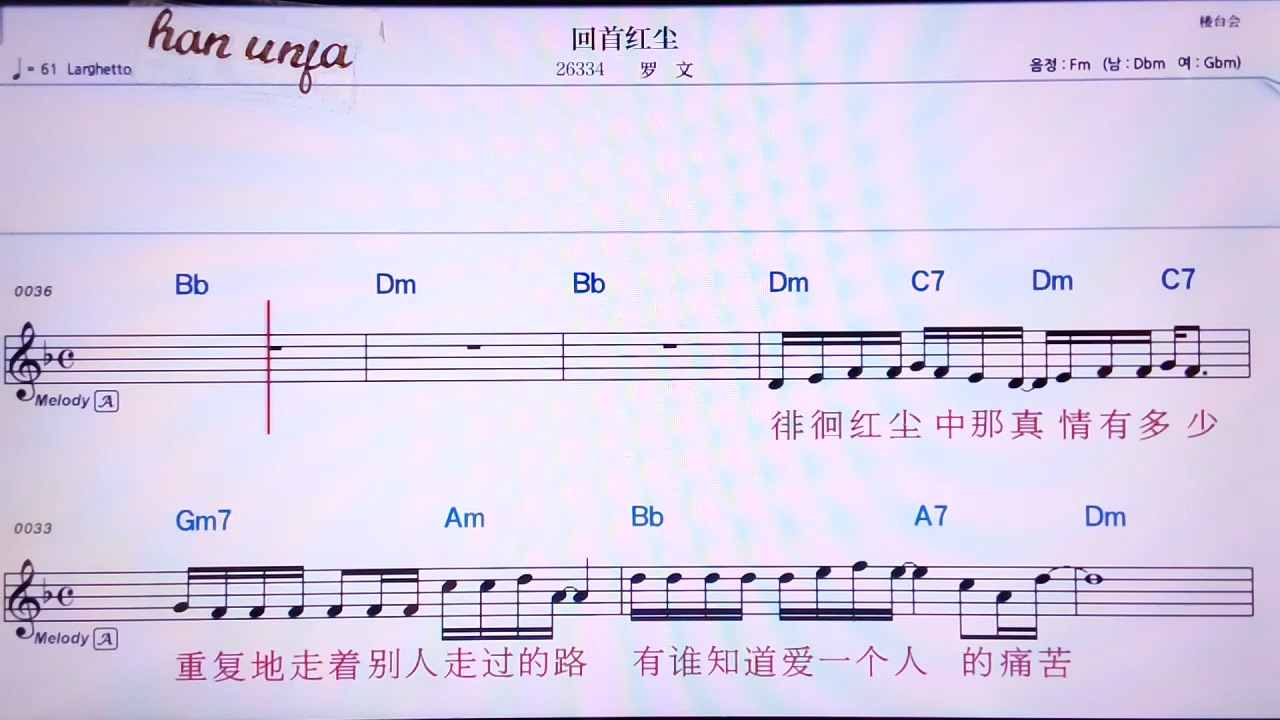 han unja
回首红尘
楼台会
♩= 61 Larghetto
26334 罗 文
음정 : Fm (남 : Dbm 여 : Gbm)
0036 Bb Dm Bb Dm C7 Dm C7
Melody A
徘徊红尘 中那真 情有多 少
0033 Gm7 Am Bb A7 Dm
Melody A
重复地走着别人走过的路 有谁知道爱一个人 的痛苦